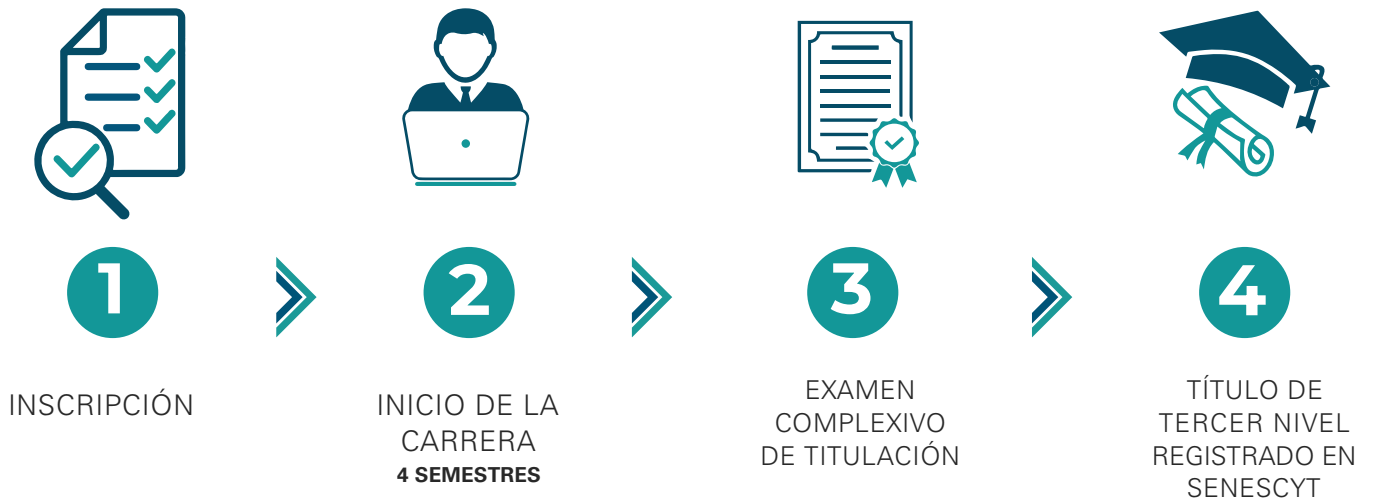 1
INSCRIPCIÓN
2
INICIO DE LA
CARRERA
4 SEMESTRES
3
EXAMEN
COMPLEXIVO
DE TITULACIÓN
4
TÍTULO DE
TERCER NIVEL
REGISTRADO EN
SENESCYT